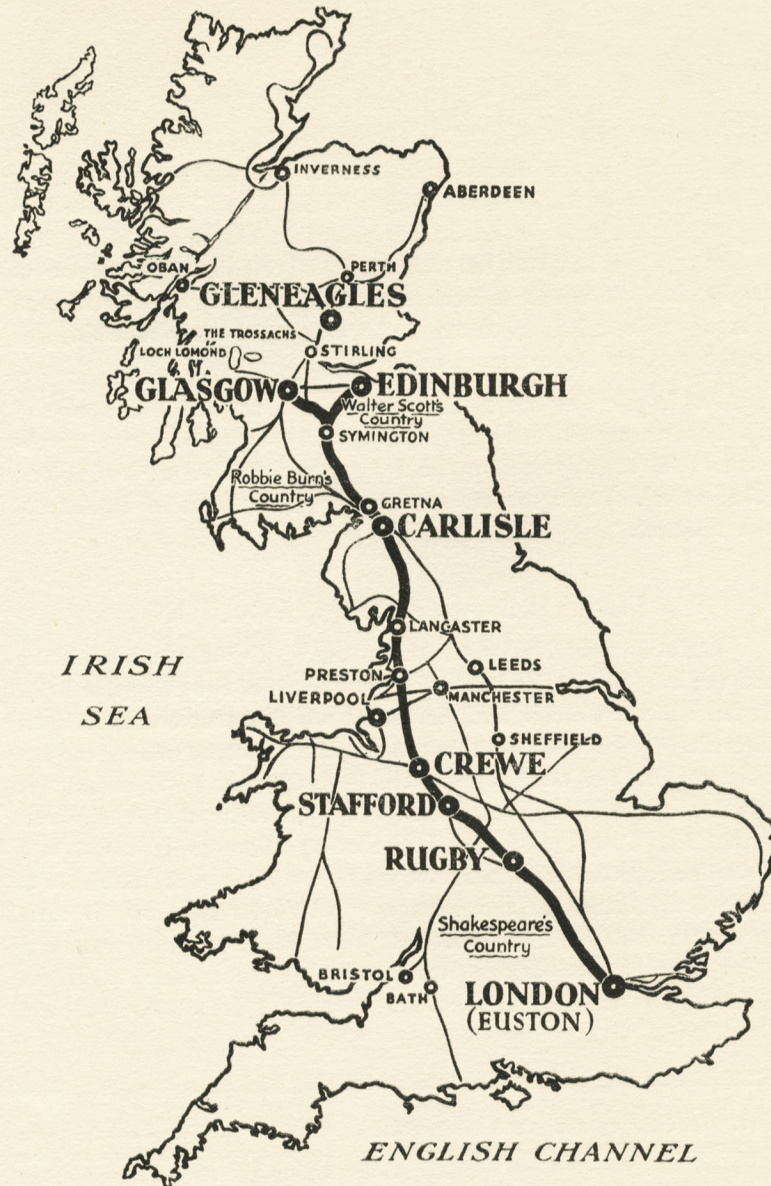 INVERNESS
ABERDEEN
OBAN
PERTH
GLENEAGLES
THE TROSSACHS
LOCH LOMOND
STIRLING
GLASGOW
EDINBURGH
Walter Scott's
Country
SYMINGTON
Robbie Burn's
Country
GRETNA
CARLISLE
LANCASTER
IRISH
SEA
PRESTON
LEEDS
LIVERPOOL
MANCHESTER
SHEFFIELD
CREWE
STAFFORD
RUGBY
Shakespeare's
Country
BRISTOL
BATH
LONDON
(EUSTON)
ENGLISH CHANNEL